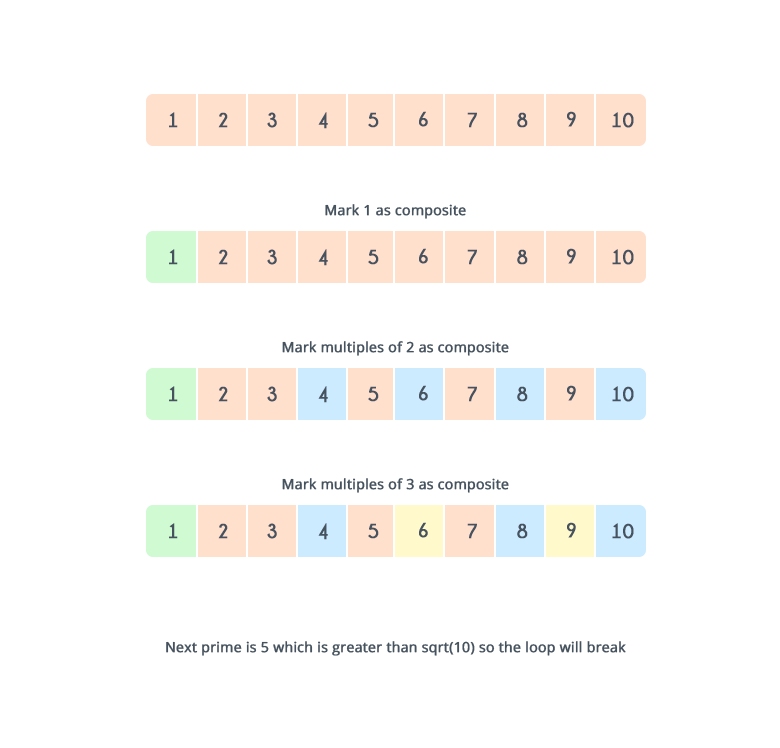 1 2 3 4 5 6 7 8 9 10
Mark 1 as composite
1 2 3 4 5 6 7 8 9 10
Mark multiples of 2 as composite
1 2 3 4 5 6 7 8 9 10
Mark multiples of 3 as composite
1 2 3 4 5 6 7 8 9 10
Next prime is 5 which is greater than sqrt(10) so the loop will break